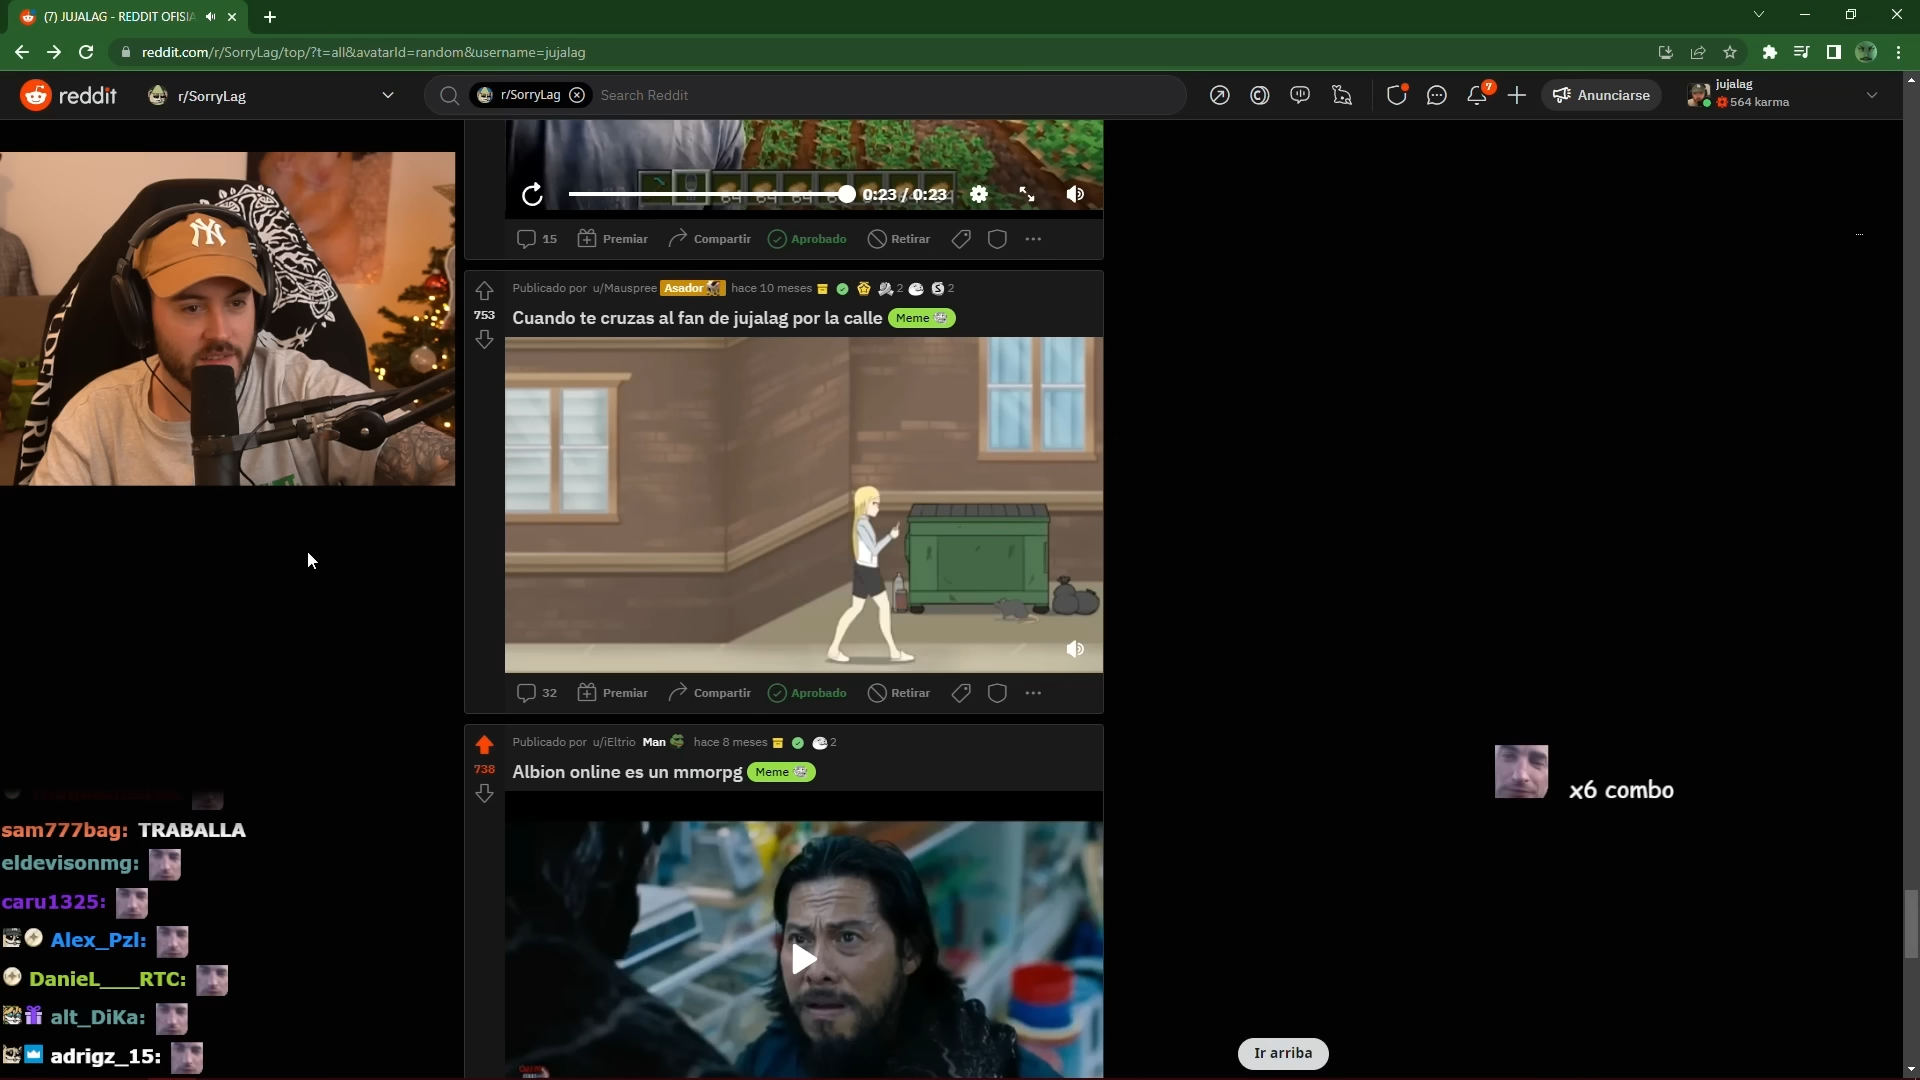 (7) JUJALAG - REDDIT OFISIA
reddit.com/r/SorryLag/top/?t=all&avatarId=random&username=jujalag
reddit
r/SorryLag
r/SorryLag
Search Reddit
7
Anunciarse
jujalag
564 karma
0:23 / 0:23
15
Premiar
Compartir
Aprobado
Retirar
Publicado por u/Mauspree Asador hace 10 meses 2 2
753
Cuando te cruzas al fan de jujalag por la calle Meme
32
Premiar
Compartir
Aprobado
Retirar
Publicado por u/iEltrio Man hace 8 meses 2
738
Albion online es un mmorpg Meme
NY
x6 combo
sam777bag: TRABALLA
eldevisonmg:
caru1325:
Alex_Pzl:
DanieL___RTC:
alt_DiKa:
adrigz_15:
Ir arriba